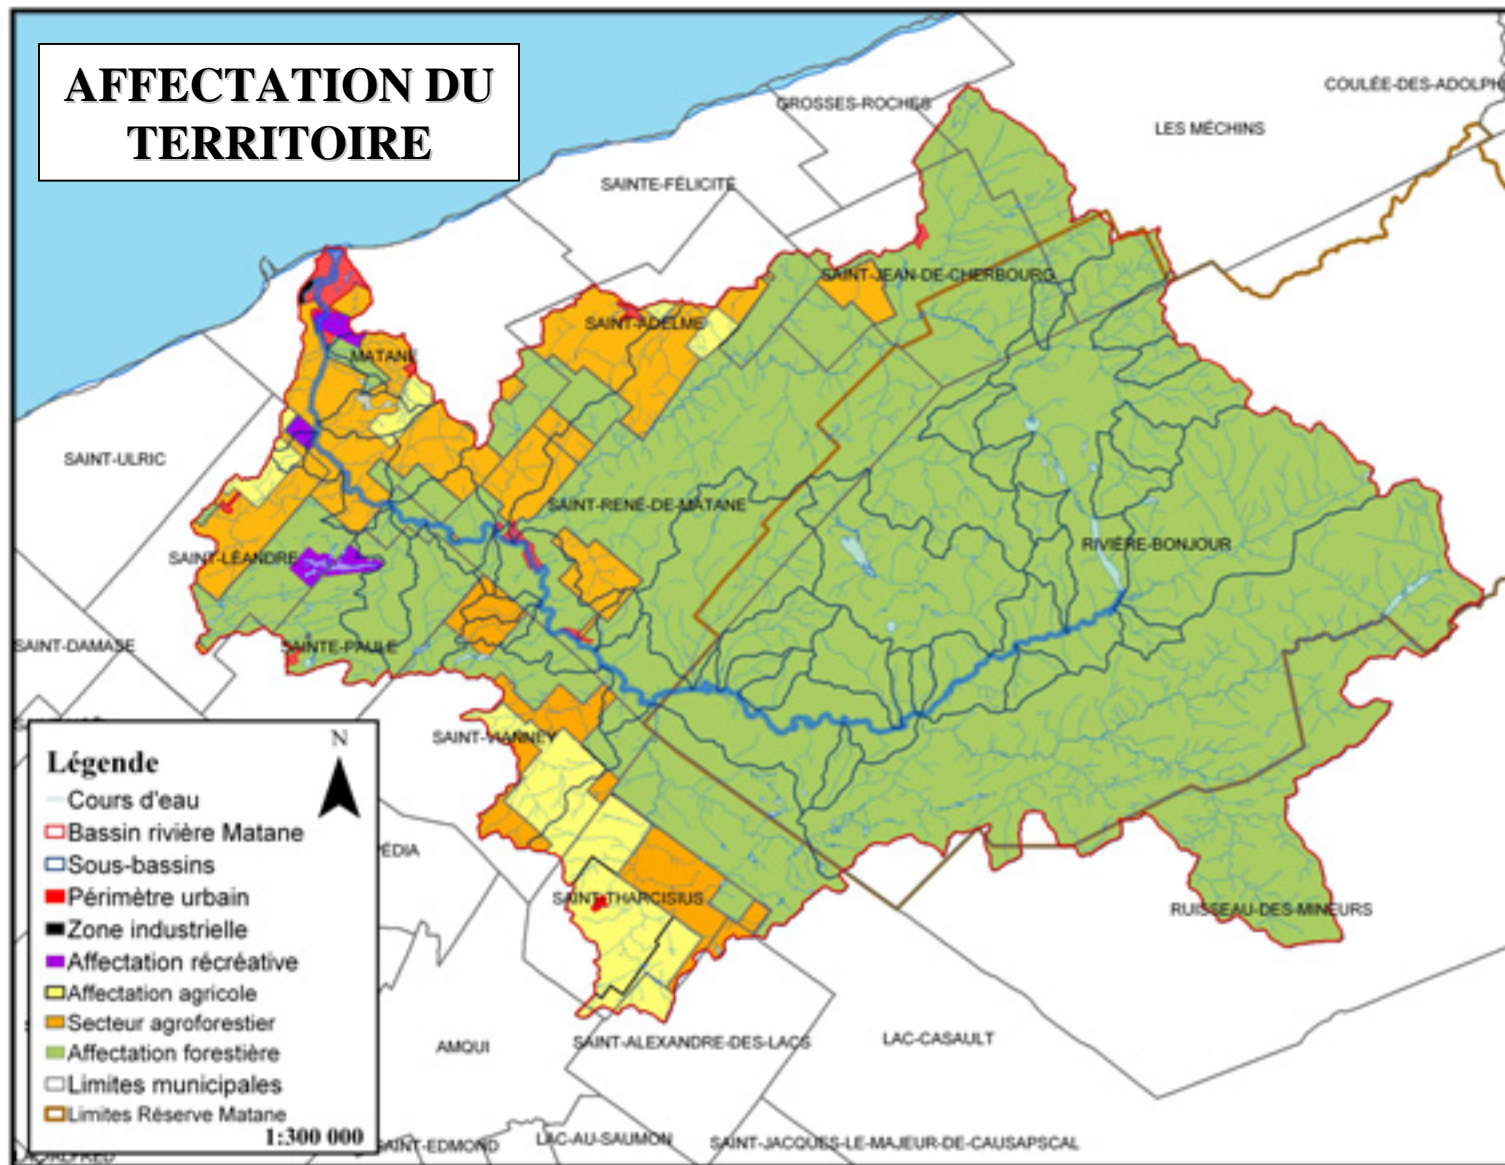 AFFECTATION DU
TERRITOIRE
COULÉE-DES-ADOLPH
GROSSES-ROCHES
LES MÉCHINS
SAINTE-FÉLICITÉ
SAINT-JEAN-DE-CHERBOURG
SAINT-ADELME
MATANE
SAINT-ULRIC
SAINT-RENÉ-DE-MATANE
RIVIÈRE-BONJOUR
SAINT-LÉANDRE
SAINT-DAMASE
SAINTE-PAULE
SAINT-VIANNEY
ÉDIA
SAINT-THARCISIUS
RUISSEAU-DES-MINEURS
LAC-CASAULT
AMQUI
SAINT-ALEXANDRE-DES-LACS
SAINT-EDMOND
LAC-AU-SAUMON
SAINT-JACQUES-LE-MAJEUR-DE-CAUSAPSCAL
N
Légende
Cours d'eau
Bassin rivière Matane
Sous-bassins
Périmètre urbain
Zone industrielle
Affectation récréative
Affectation agricole
Secteur agroforestier
Affectation forestière
Limites municipales
Limites Réserve Matane
1:300 000